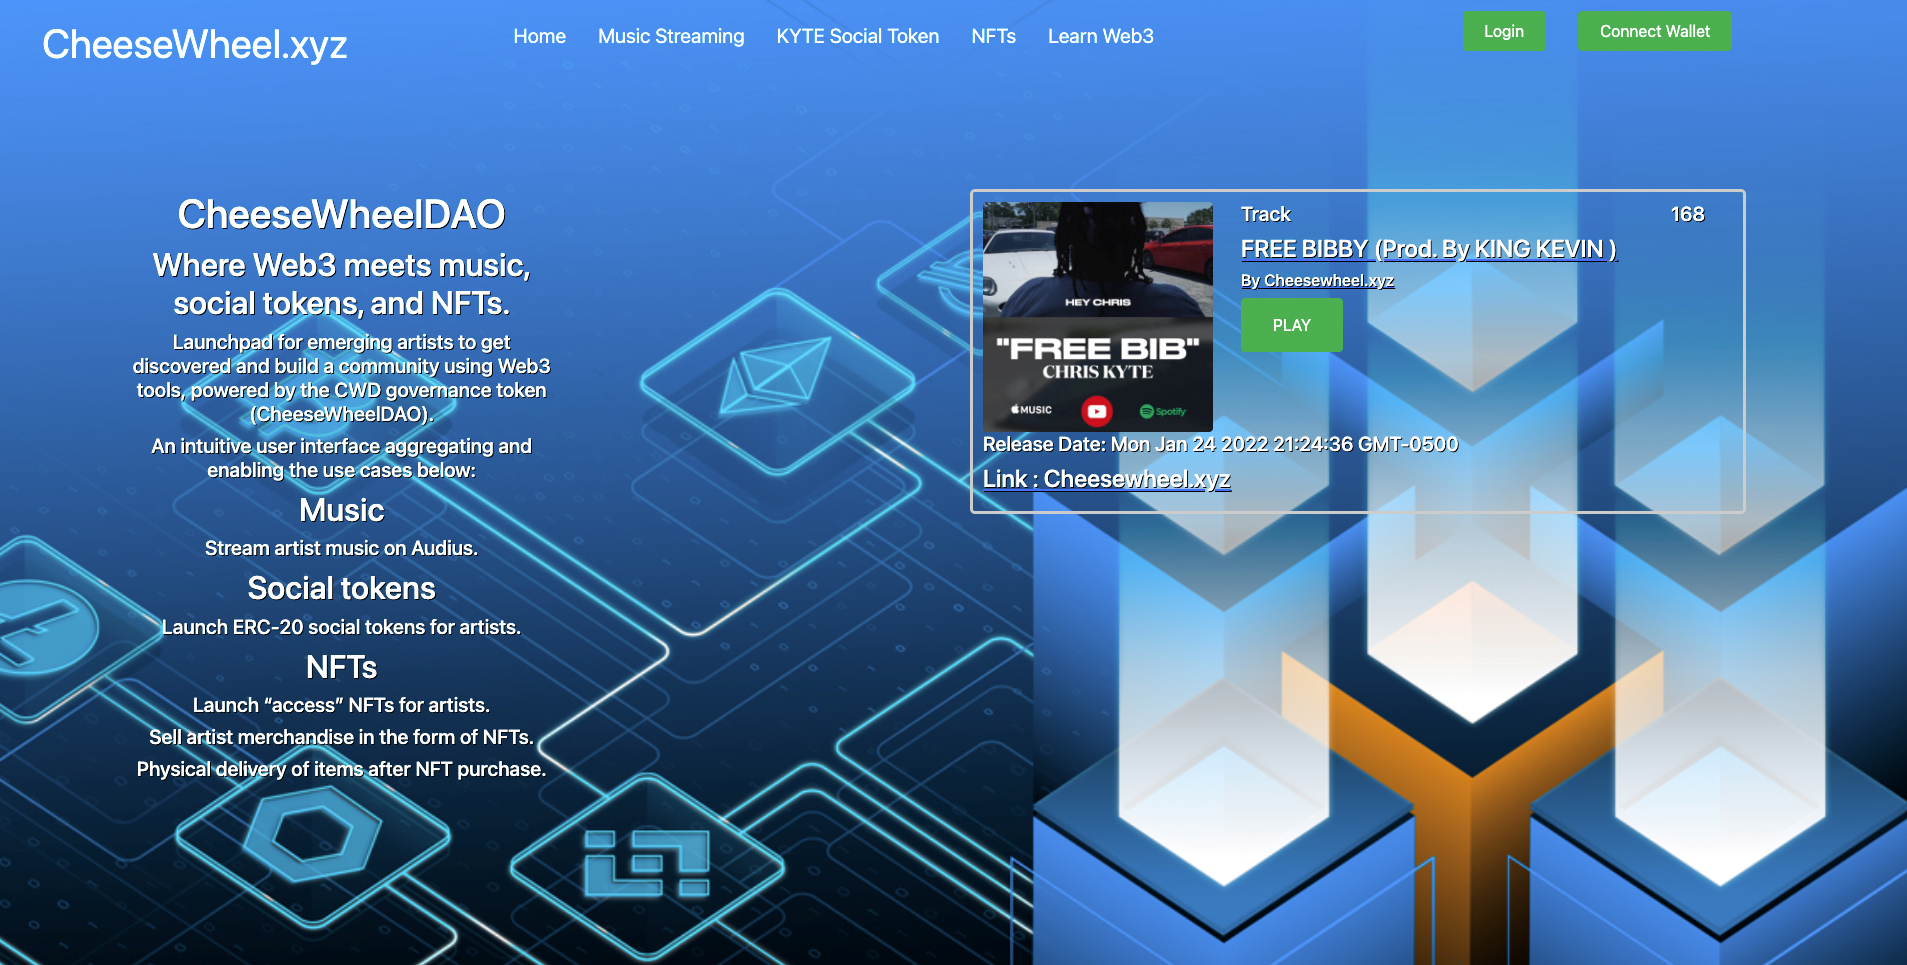 CheeseWheel.xyz
Home
Music Streaming
KYTE Social Token
NFTs
Learn Web3
Login
Connect Wallet
CheeseWheelDAO
Where Web3 meets music,
social tokens, and NFTs.
Launchpad for emerging artists to get
discovered and build a community using Web3
tools, powered by the CWD governance token
(CheeseWheelDAO).
An intuitive user interface aggregating and
enabling the use cases below:
Music
Stream artist music on Audius.
Social tokens
Launch ERC-20 social tokens for artists.
NFTs
Launch “access” NFTs for artists.
Sell artist merchandise in the form of NFTs.
Physical delivery of items after NFT purchase.
HEY CHRIS
"FREE BIB"
CHRIS KYTE
MUSIC
Spotify
Track
168
FREE BIBBY (Prod. By KING KEVIN )
By Cheesewheel.xyz
PLAY
Release Date: Mon Jan 24 2022 21:24:36 GMT-0500
Link : Cheesewheel.xyz